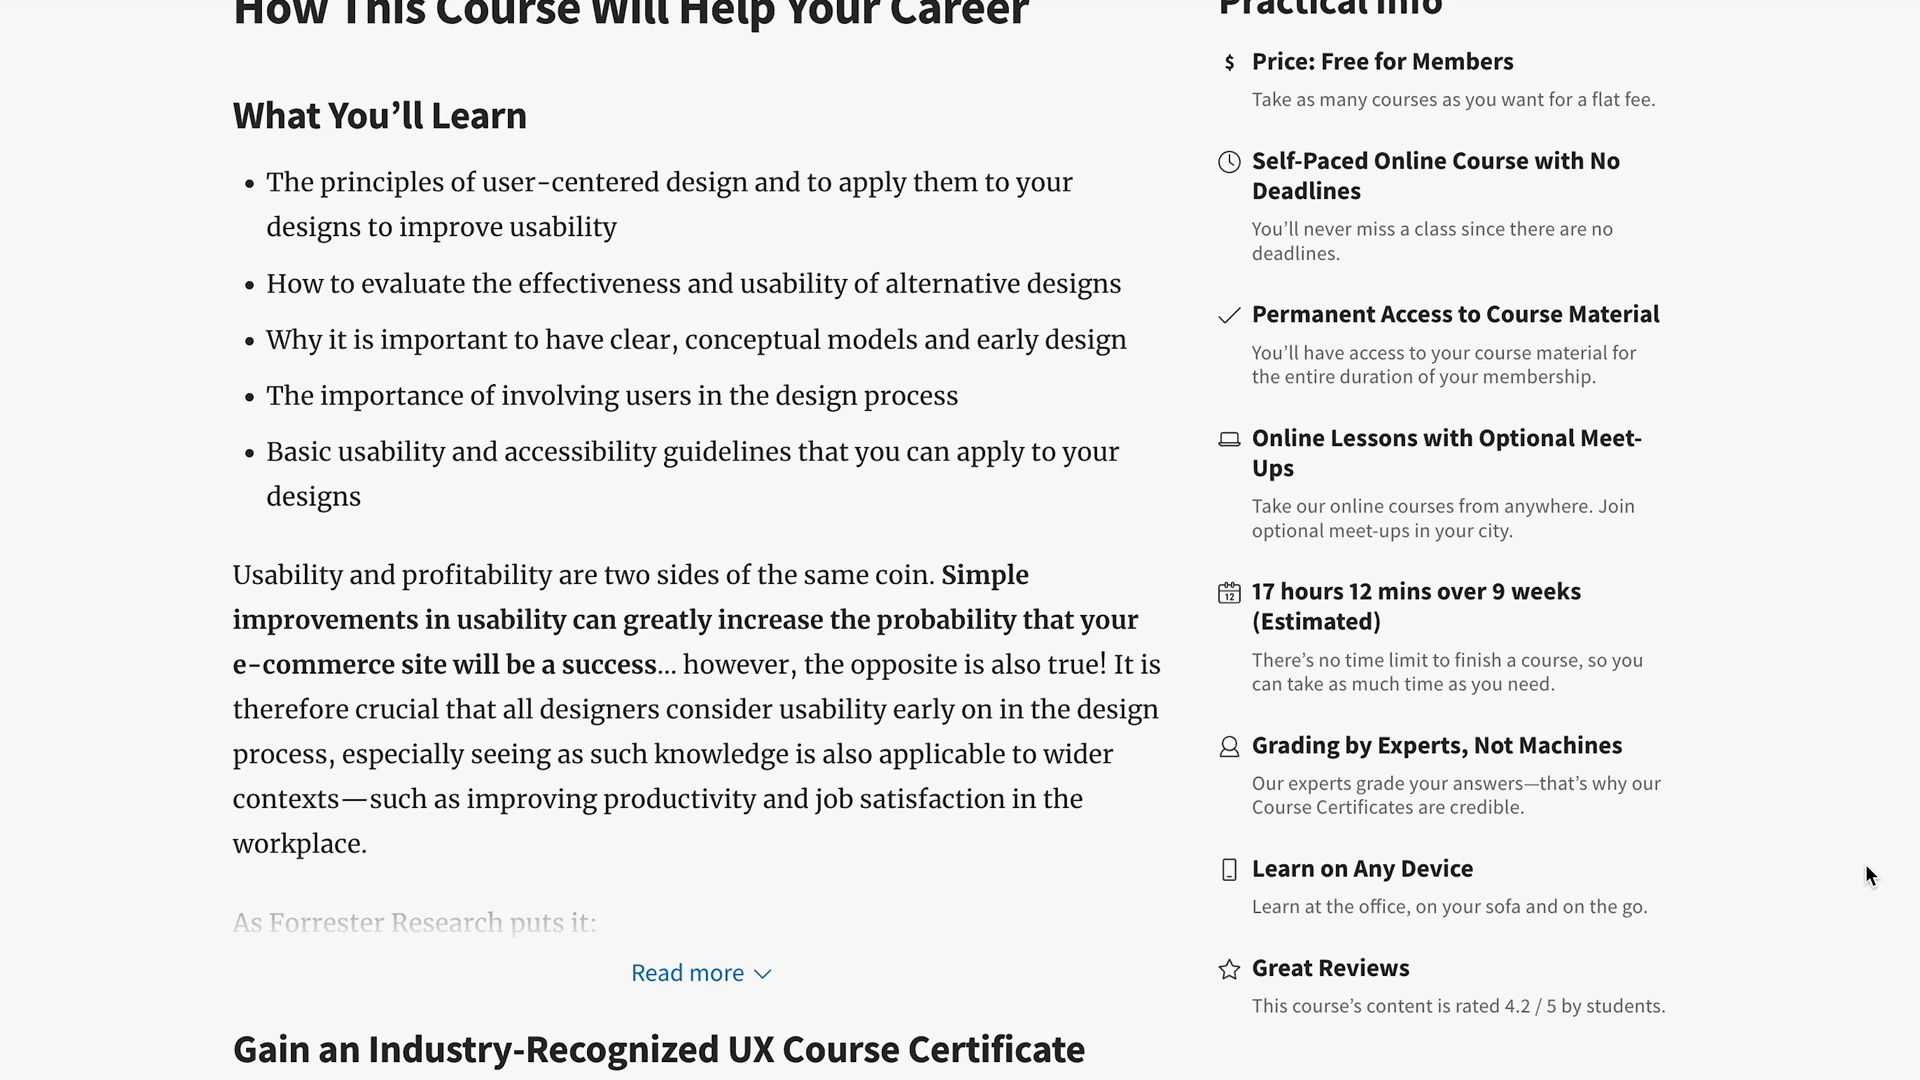 How This Course Will Help Your Career
What You’ll Learn
• The principles of user-centered design and to apply them to your
designs to improve usability
• How to evaluate the effectiveness and usability of alternative designs
• Why it is important to have clear, conceptual models and early design
• The importance of involving users in the design process
• Basic usability and accessibility guidelines that you can apply to your
designs
Usability and profitability are two sides of the same coin. Simple
improvements in usability can greatly increase the probability that your
e-commerce site will be a success... however, the opposite is also true! It is
therefore crucial that all designers consider usability early on in the design
process, especially seeing as such knowledge is also applicable to wider
contexts—such as improving productivity and job satisfaction in the
workplace.
As Forrester Research puts it:
Read more
Gain an Industry-Recognized UX Course Certificate
Practical Info
$ Price: Free for Members
Take as many courses as you want for a flat fee.
Self-Paced Online Course with No
Deadlines
You’ll never miss a class since there are no
deadlines.
Permanent Access to Course Material
You’ll have access to your course material for
the entire duration of your membership.
Online Lessons with Optional Meet-
Ups
Take our online courses from anywhere. Join
optional meet-ups in your city.
12
17 hours 12 mins over 9 weeks
(Estimated)
There’s no time limit to finish a course, so you
can take as much time as you need.
Grading by Experts, Not Machines
Our experts grade your answers—that’s why our
Course Certificates are credible.
Learn on Any Device
Learn at the office, on your sofa and on the go.
Great Reviews
This course’s content is rated 4.2 / 5 by students.